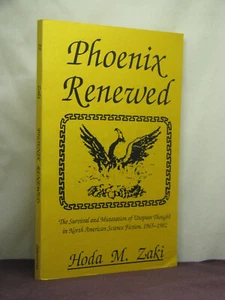 Phoenix
Renewed
The Survival and Mutation of Utopian Thought
in North American Science Fiction, 1965-1982
Hoda M. Zaki